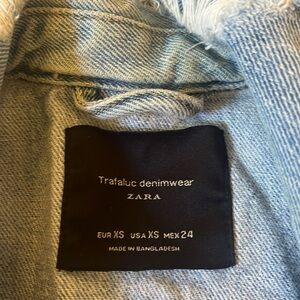 Trafaluc denimwear
ZARA
EUR XS USA XS MEX 24
MADE IN BANGLADESH